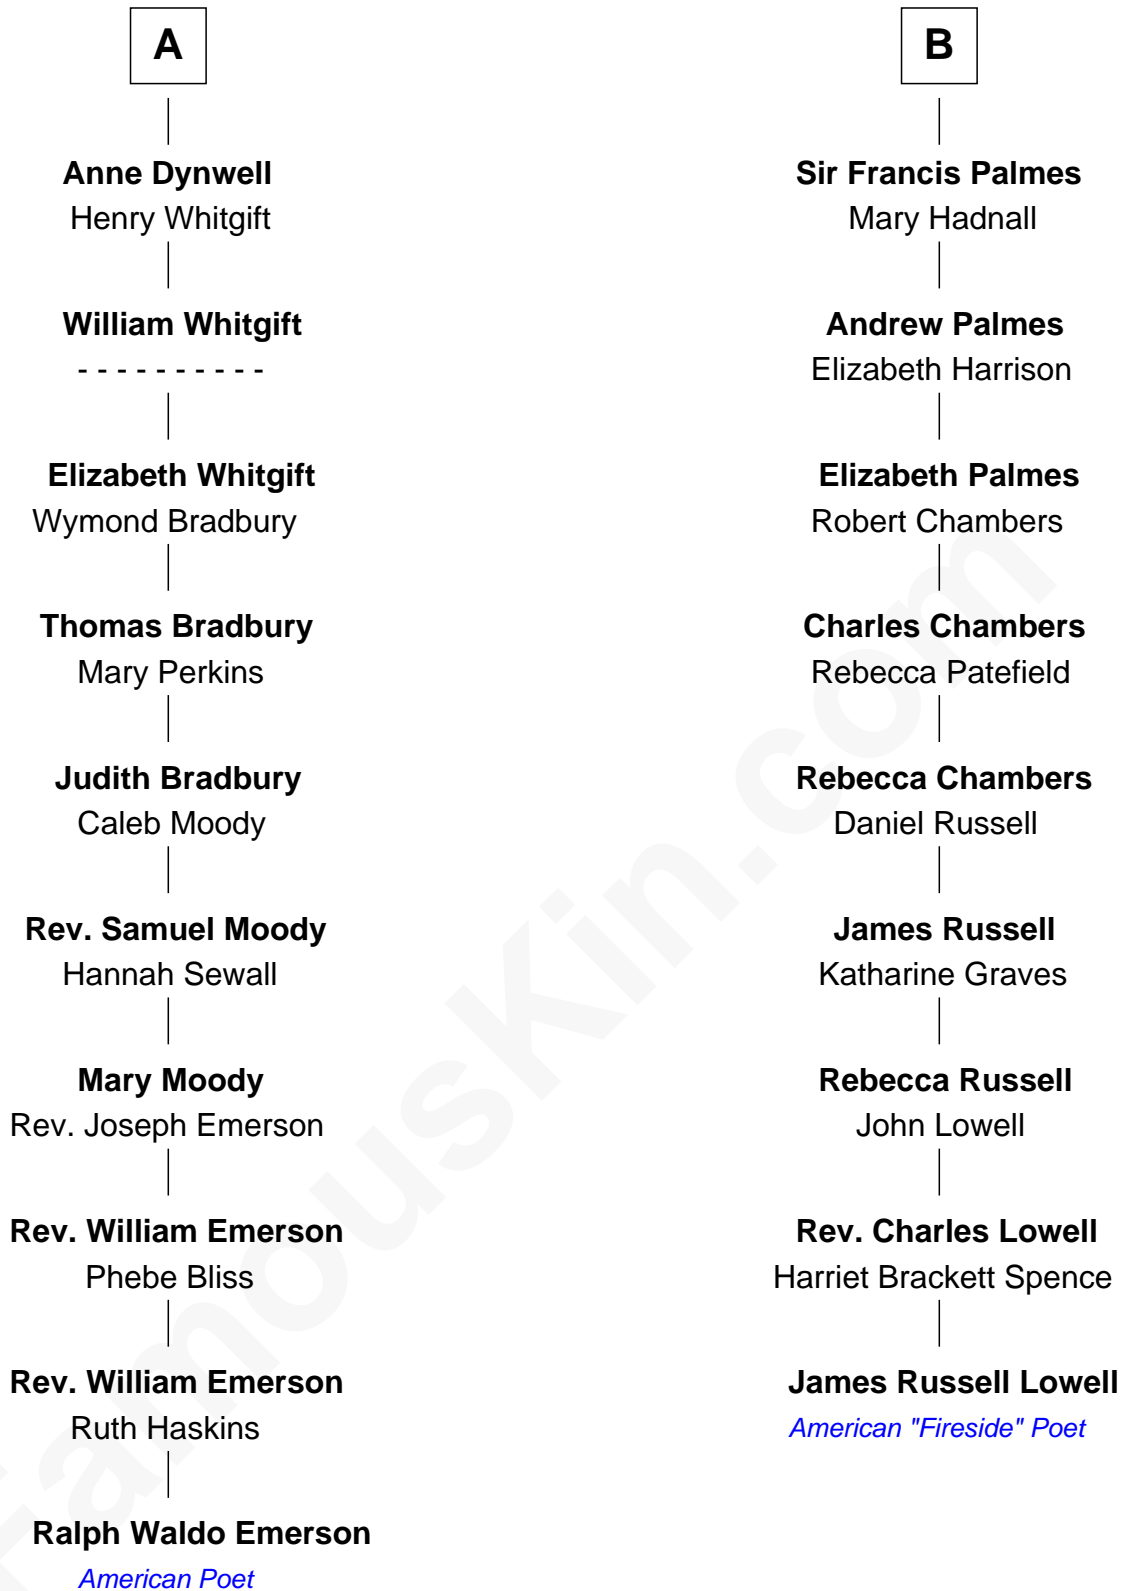 A
Anne Dynwell
Henry Whitgift
William Whitgift
- - - - - - - - - -
Elizabeth Whitgift
Wymond Bradbury
Thomas Bradbury
Mary Perkins
Judith Bradbury
Caleb Moody
Rev. Samuel Moody
Hannah Sewall
Mary Moody
Rev. Joseph Emerson
Rev. William Emerson
Phebe Bliss
Rev. William Emerson
Ruth Haskins
Ralph Waldo Emerson
American Poet
B
Sir Francis Palmes
Mary Hadnall
Andrew Palmes
Elizabeth Harrison
Elizabeth Palmes
Robert Chambers
Charles Chambers
Rebecca Patefield
Rebecca Chambers
Daniel Russell
James Russell
Katharine Graves
Rebecca Russell
John Lowell
Rev. Charles Lowell
Harriet Brackett Spence
James Russell Lowell
American "Fireside" Poet
FamousKin.com